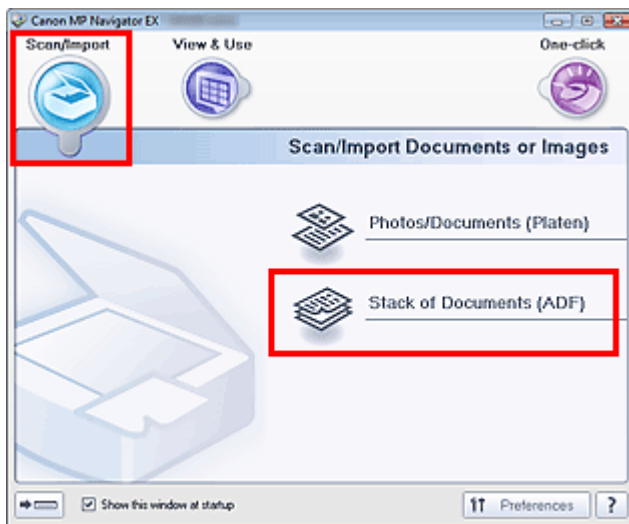 Canon MP Navigator EX
Scan/Import
View & Use
One-click
Scan/Import Documents or Images
Photos/Documents (Platen)
Stack of Documents (ADF)
Show this window at startup
Preferences
?